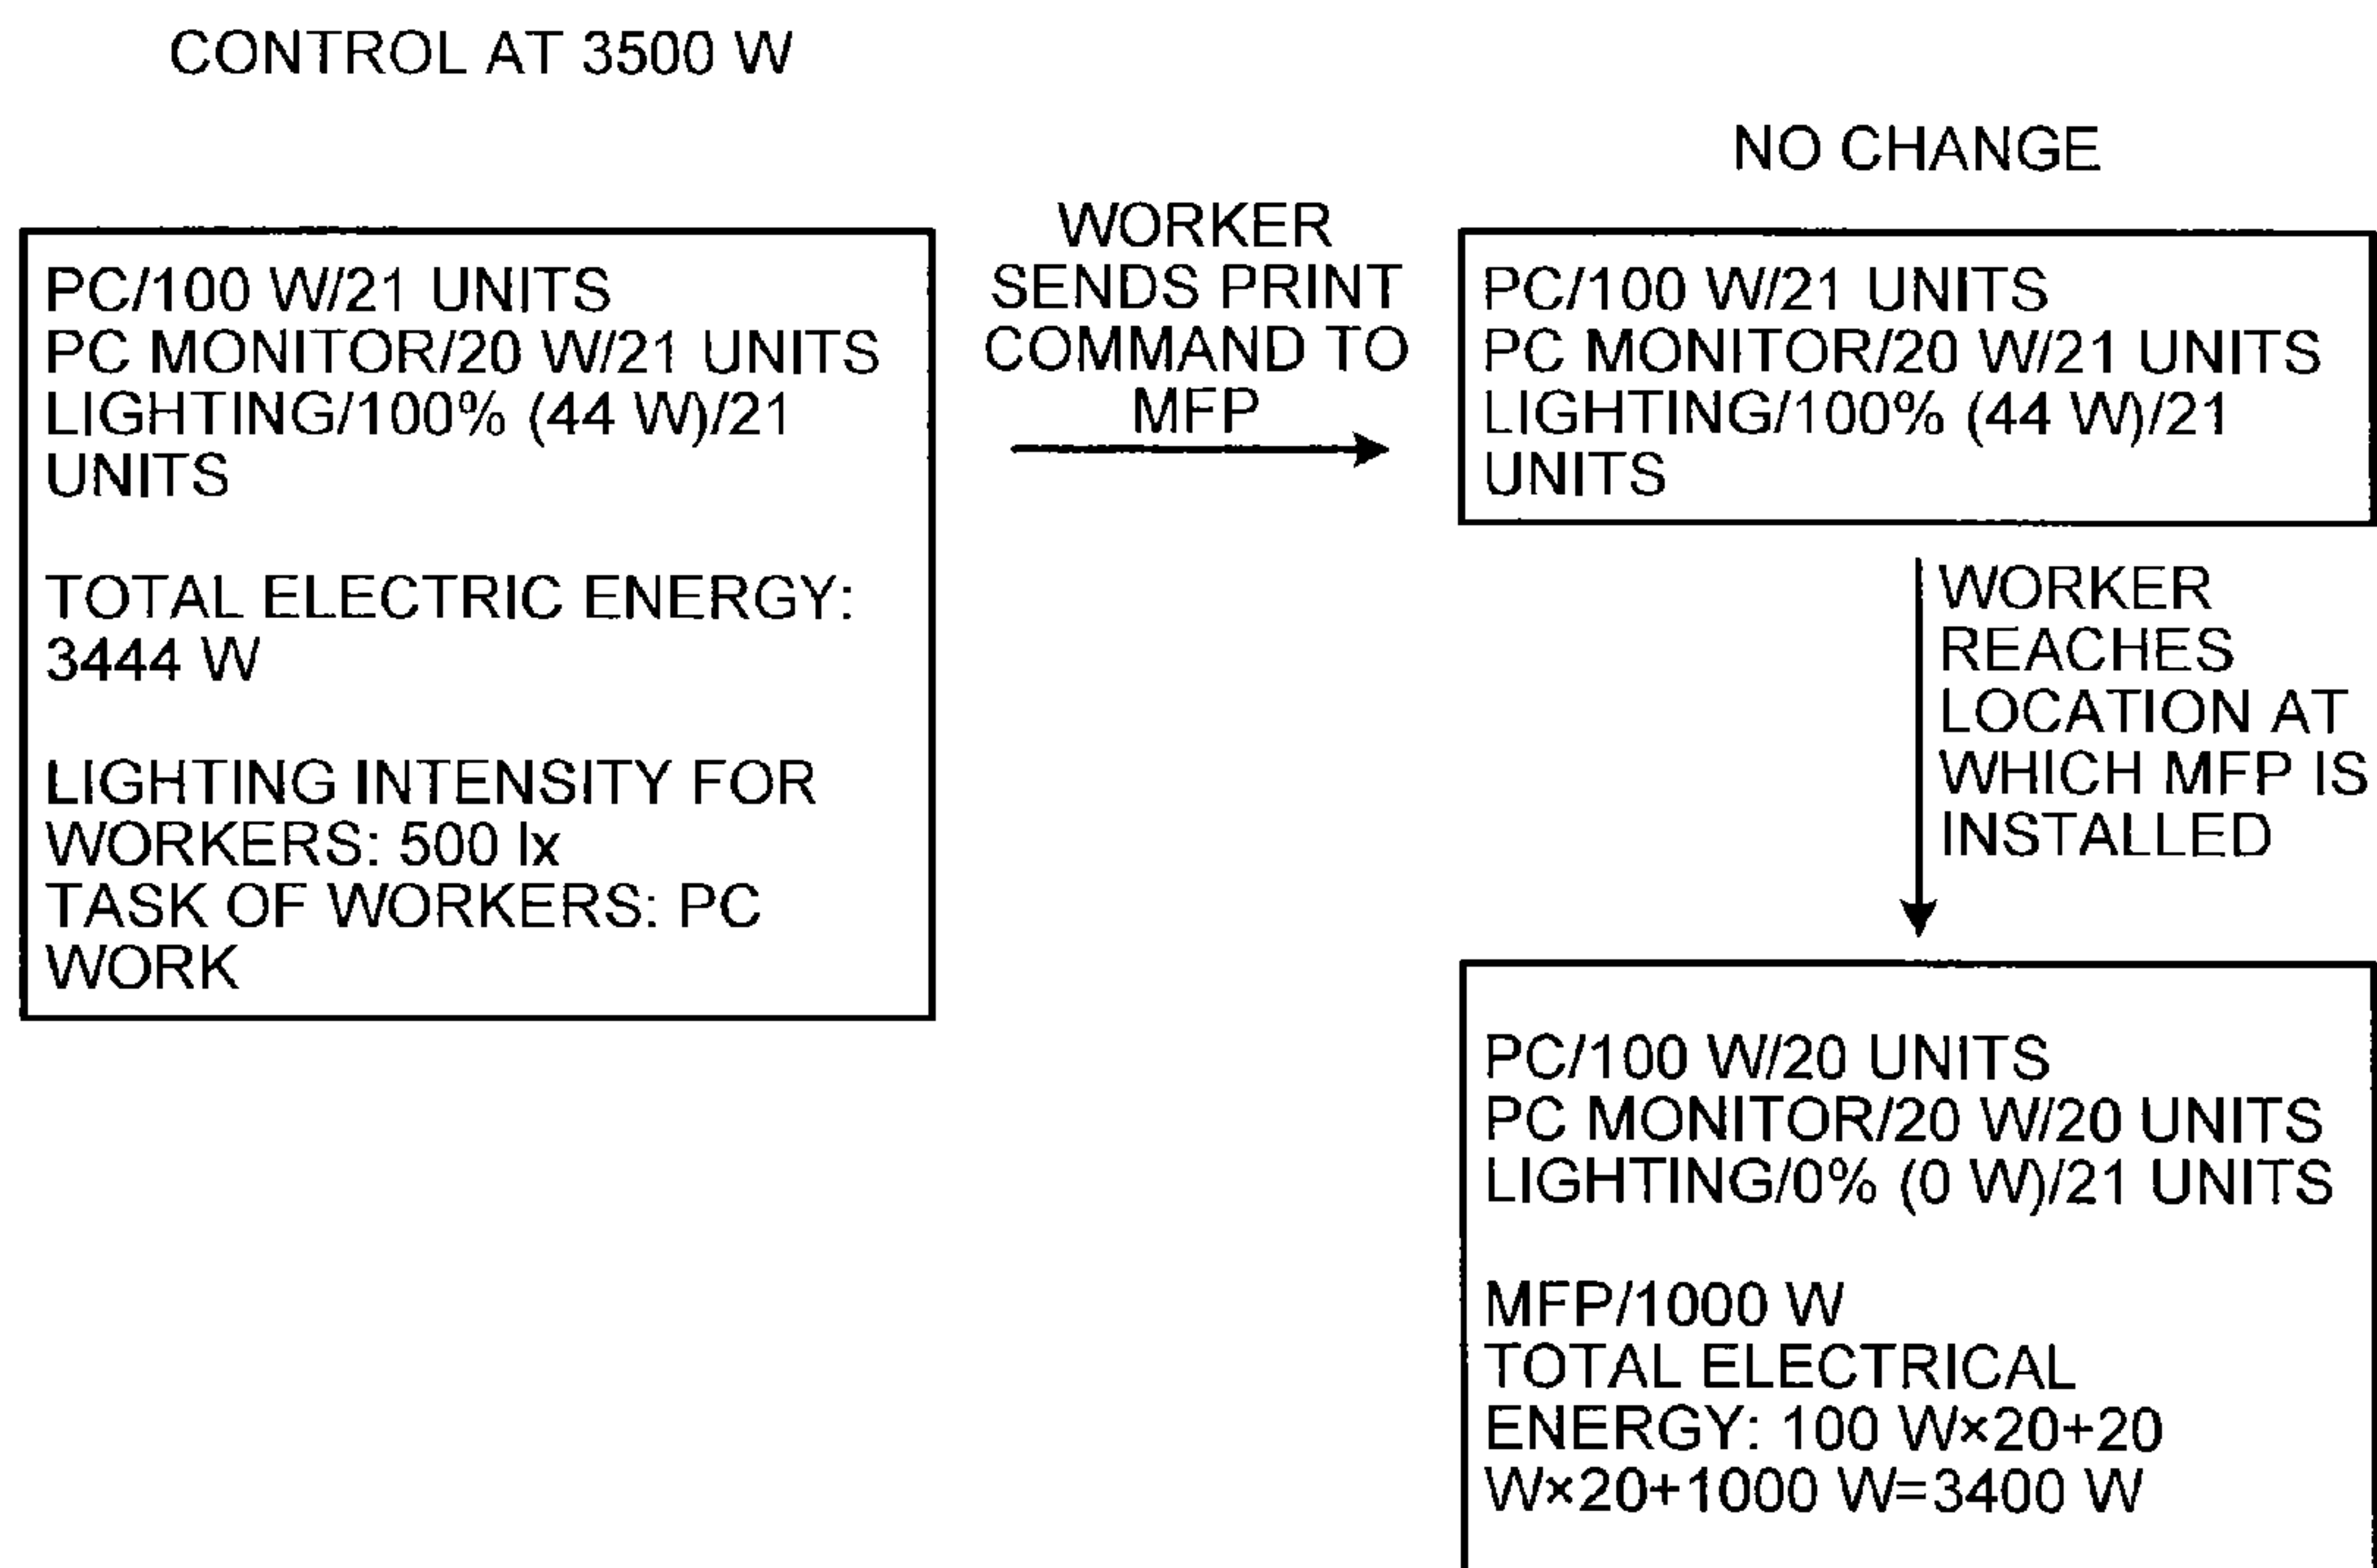 CONTROL AT 3500 W
PC/100 W/21 UNITS
PC MONITOR/20 W/21 UNITS
LIGHTING/100% (44 W)/21
UNITS
TOTAL ELECTRIC ENERGY:
3444 W
LIGHTING INTENSITY FOR
WORKERS: 500 lx
TASK OF WORKERS: PC
WORK
WORKER
SENDS PRINT
COMMAND TO
MFP
NO CHANGE
PC/100 W/21 UNITS
PC MONITOR/20 W/21 UNITS
LIGHTING/100% (44 W)/21
UNITS
WORKER
REACHES
LOCATION AT
WHICH MFP IS
INSTALLED
PC/100 W/20 UNITS
PC MONITOR/20 W/20 UNITS
LIGHTING/0% (0 W)/21 UNITS
MFP/1000 W
TOTAL ELECTRICAL
ENERGY: 100 W×20+20
W×20+1000 W=3400 W